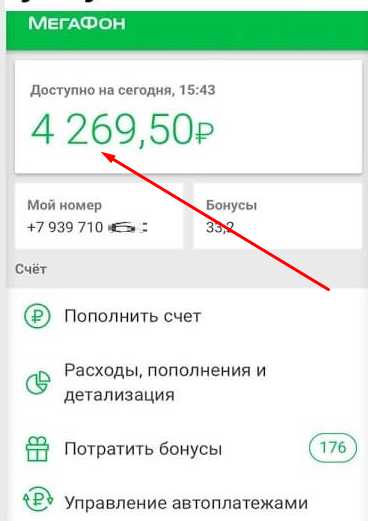 МЕГАФОН
Доступно на сегодня, 15:43
4 269,50₽
Мой номер
Бонусы
+7 939 710
33,2
Счёт
Пополнить счет
Расходы, пополнения и
детализация
Потратить бонусы
176
Управление автоплатежами